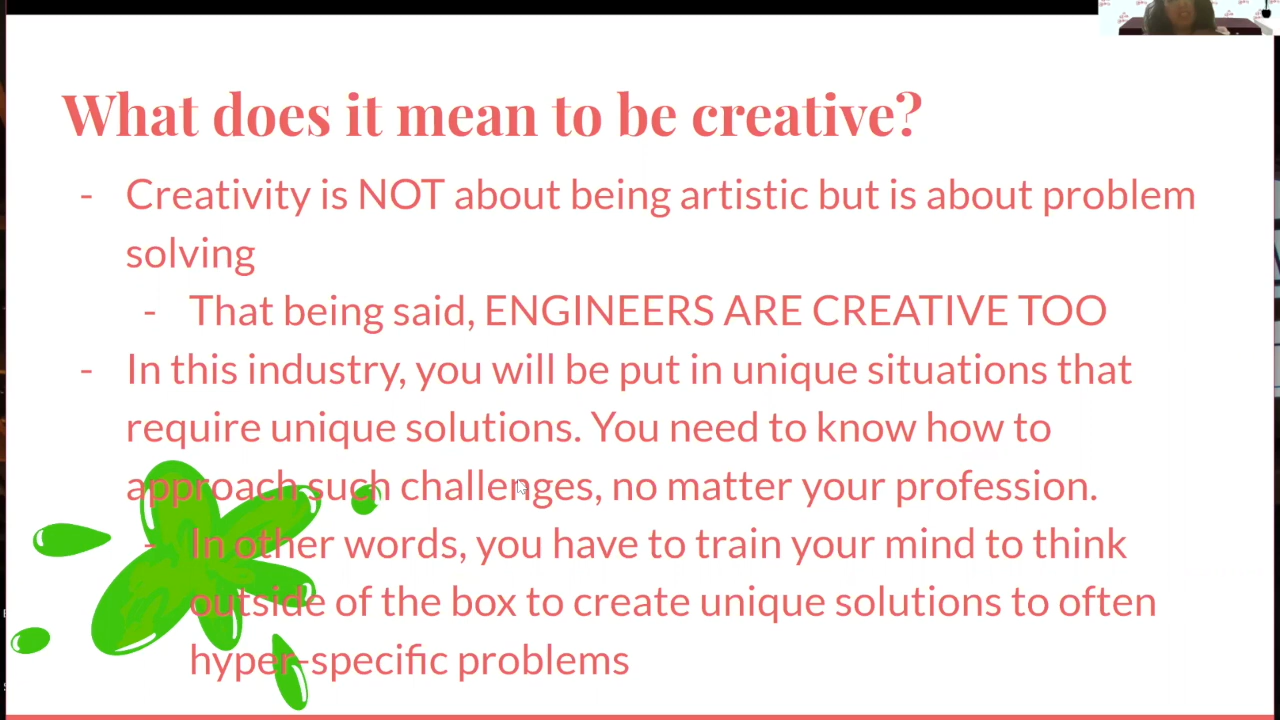 What does it mean to be creative?
- Creativity is NOT about being artistic but is about problem
solving
- That being said, ENGINEERS ARE CREATIVE TOO
- In this industry, you will be put in unique situations that
require unique solutions. You need to know how to
approach such challenges, no matter your profession.
- In other words, you have to train your mind to think
outside of the box to create unique solutions to often
hyper-specific problems